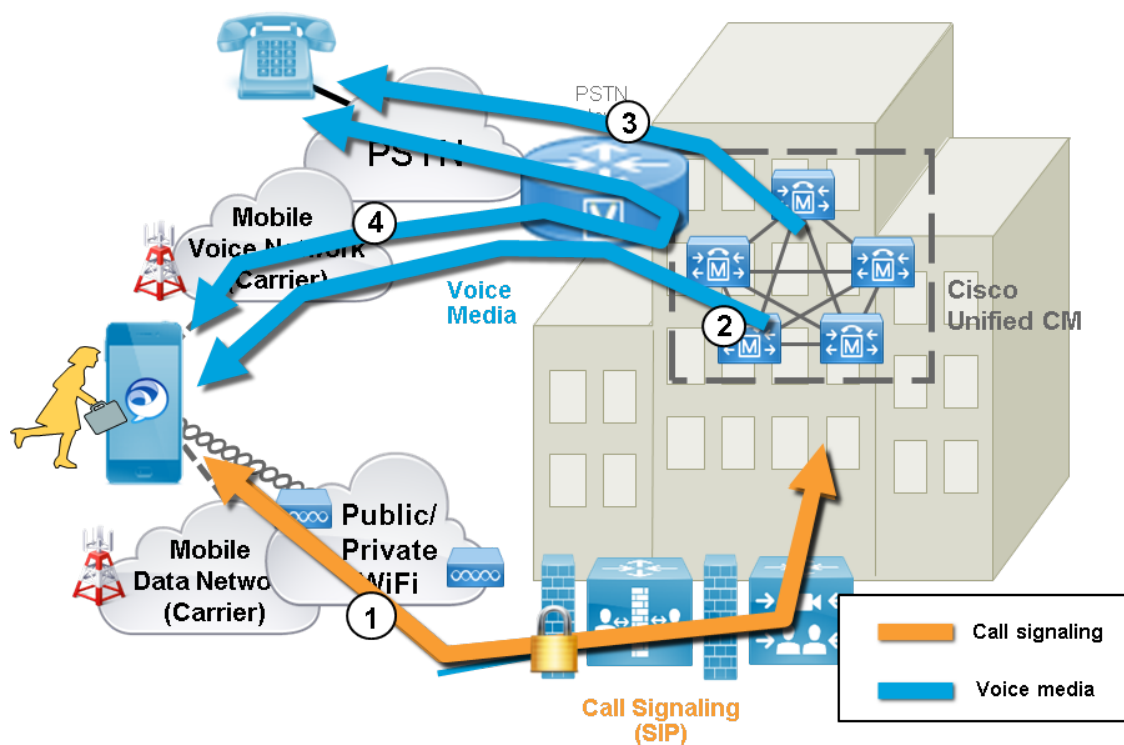 PSTN
3
PSTN
Mobile
Voice Network
(Carrier)
4
M
V
M
M
Voice
Media
2
M
M
Cisco
Unified CM
Public/
Private
WiFi
Mobile
Data Netwo
(Carrier)
1
Call signaling
Voice media
Call Signaling
(SIP)